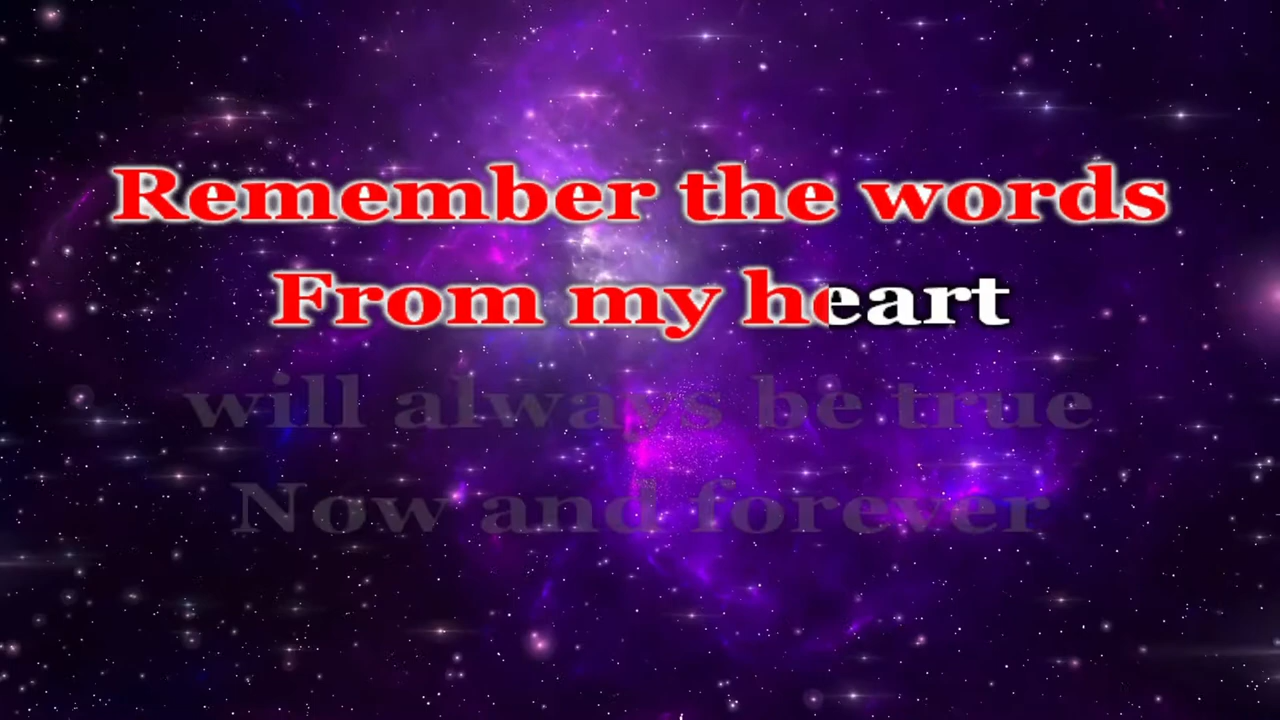 Remember the words
From my heart
will always be true
Now and forever